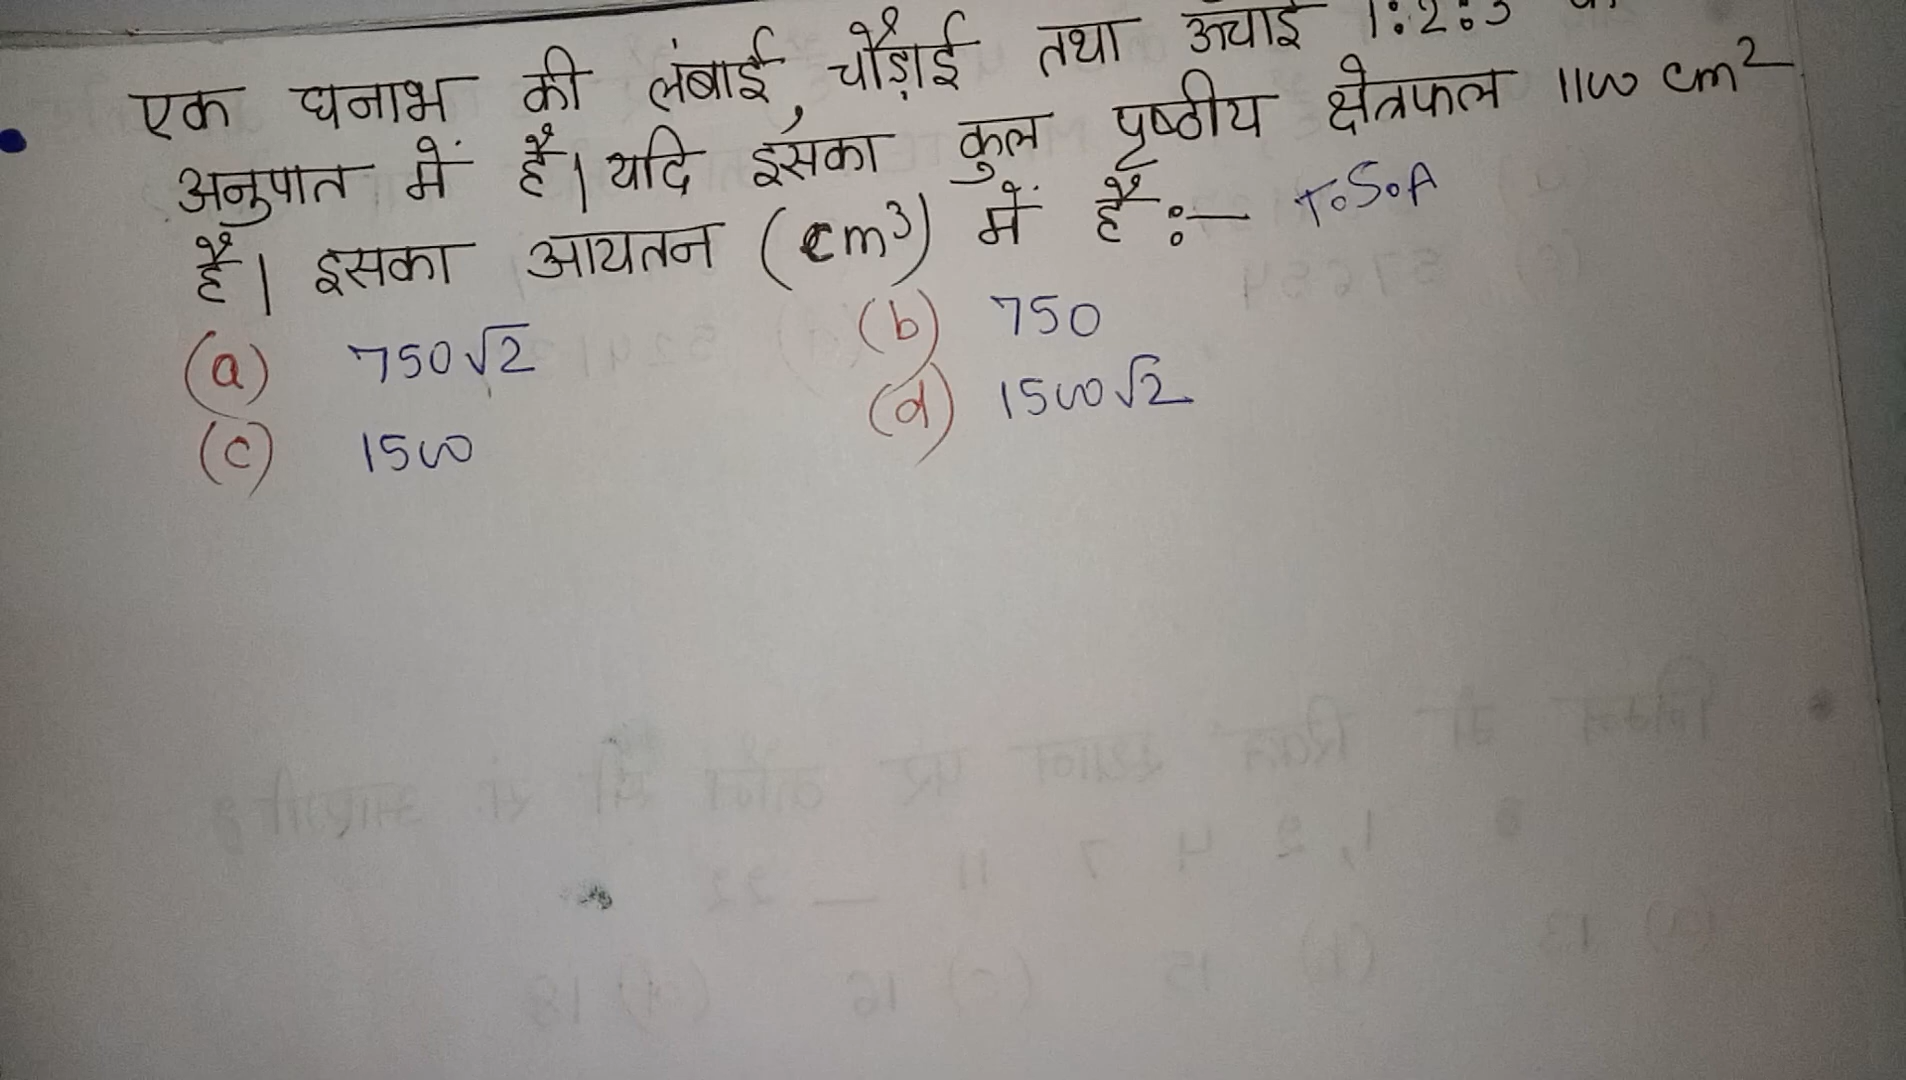 एक घनाभ की लंबाई, चौड़ाई तथा ऊंचाई 1:2:3
अनुपात में है। यदि इसका कुल पृष्ठीय क्षेत्रफल 1100 cm²
है। इसका आयतन (cm³) में है:- T.S.A
(a) 750√2 (b) 750
(c) 1500 (d) 1500√2